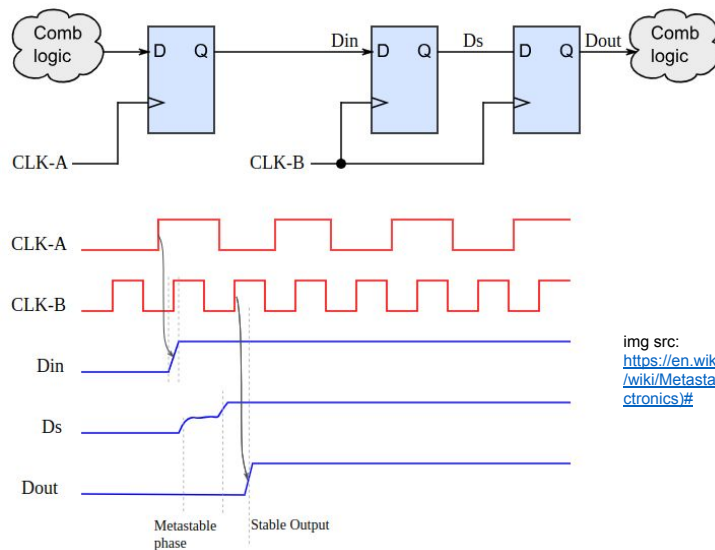 Comb
logic
D Q
Din
D Q
Ds
D Q
Dout
Comb
logic
CLK-A
CLK-B
CLK-A
CLK-B
Din
Ds
Dout
Metastable
phase
Stable Output
img src:
https://en.wik
/wiki/Metasta
ctronics)#